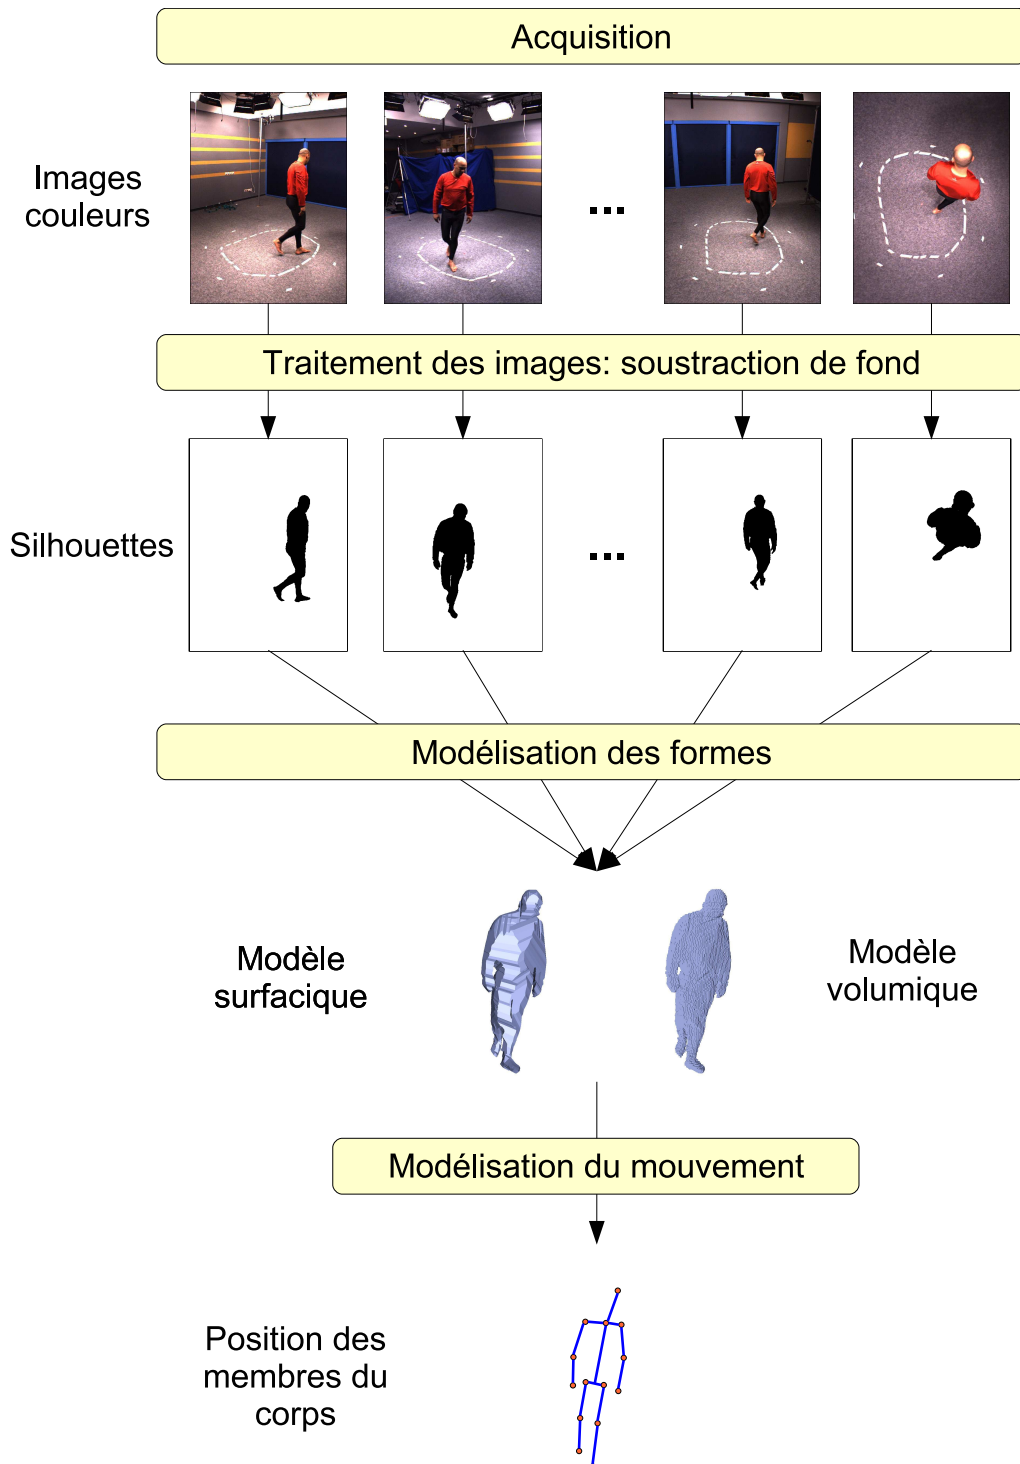 Acquisition
Images
couleurs
...
Traitement des images: soustraction de fond
Silhouettes
...
Modélisation des formes
Modèle
surfacique
Modèle
volumique
Modélisation du mouvement
Position des
membres du
corps